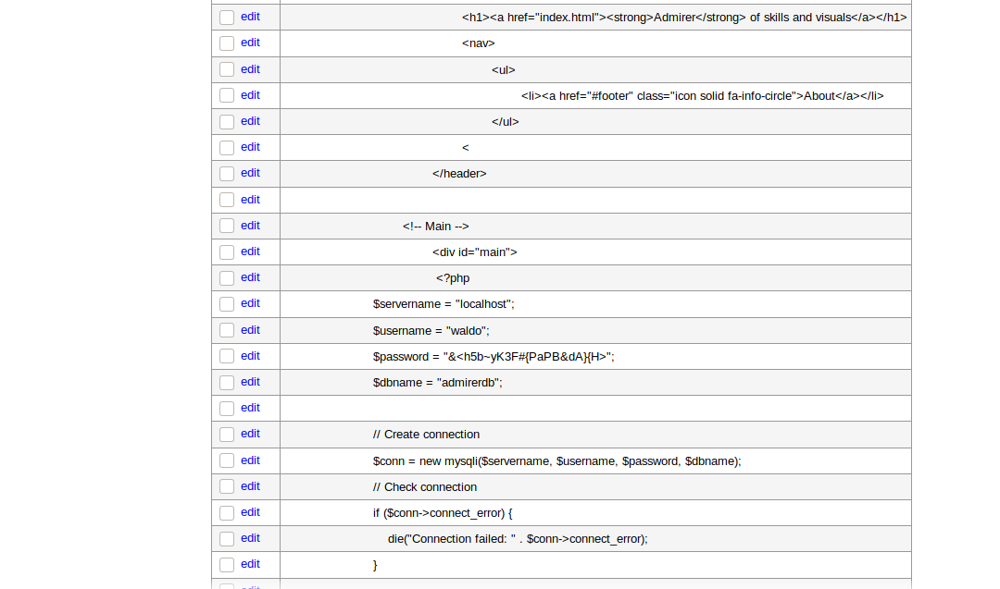 edit <h1><a href="index.html"><strong>Admirer</strong> of skills and visuals</a></h1>
edit <nav>
edit <ul>
edit <li><a href="#footer" class="icon solid fa-info-circle">About</a></li>
edit </ul>
edit <
edit </header>
edit
edit <!-- Main -->
edit <div id="main">
edit <?php
edit $servername = "localhost";
edit $username = "waldo";
edit $password = "&<h5b~yK3F#{PaPB&dA}{H>";
edit $dbname = "admirerdb";
edit
edit // Create connection
edit $conn = new mysqli($servername, $username, $password, $dbname);
edit // Check connection
edit if ($conn->connect_error) {
edit die("Connection failed: " . $conn->connect_error);
edit }
edit